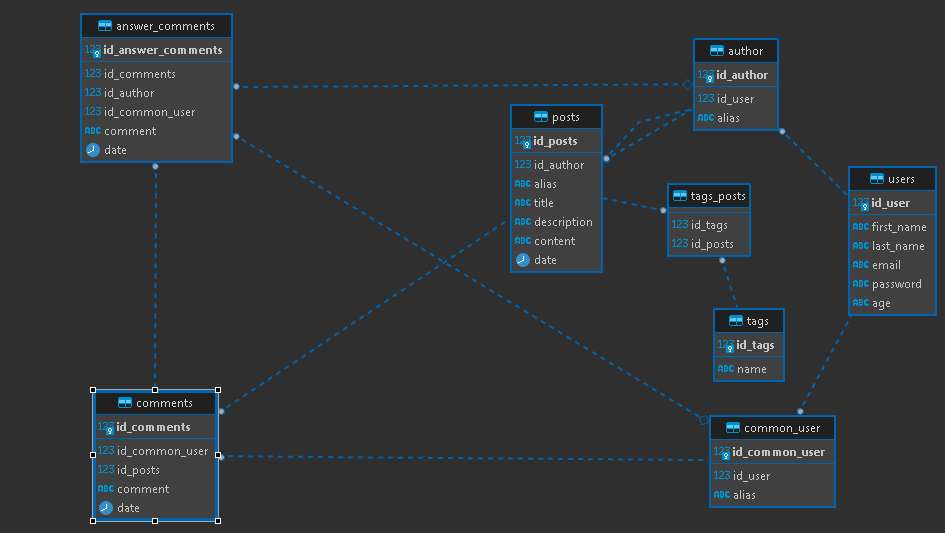 answer_comments
123 id_answer_comments
123 id_comments
123 id_author
123 id_common_user
ABC comment
date
author
123 id_author
123 id_user
ABC alias
posts
123 id_posts
123 id_author
ABC alias
ABC title
ABC description
ABC content
date
tags_posts
123 id_tags
123 id_posts
users
123 id_user
ABC first_name
ABC last_name
ABC email
ABC password
ABC age
tags
123 id_tags
ABC name
comments
123 id_comments
123 id_common_user
123 id_posts
ABC comment
date
common_user
123 id_common_user
123 id_user
ABC alias